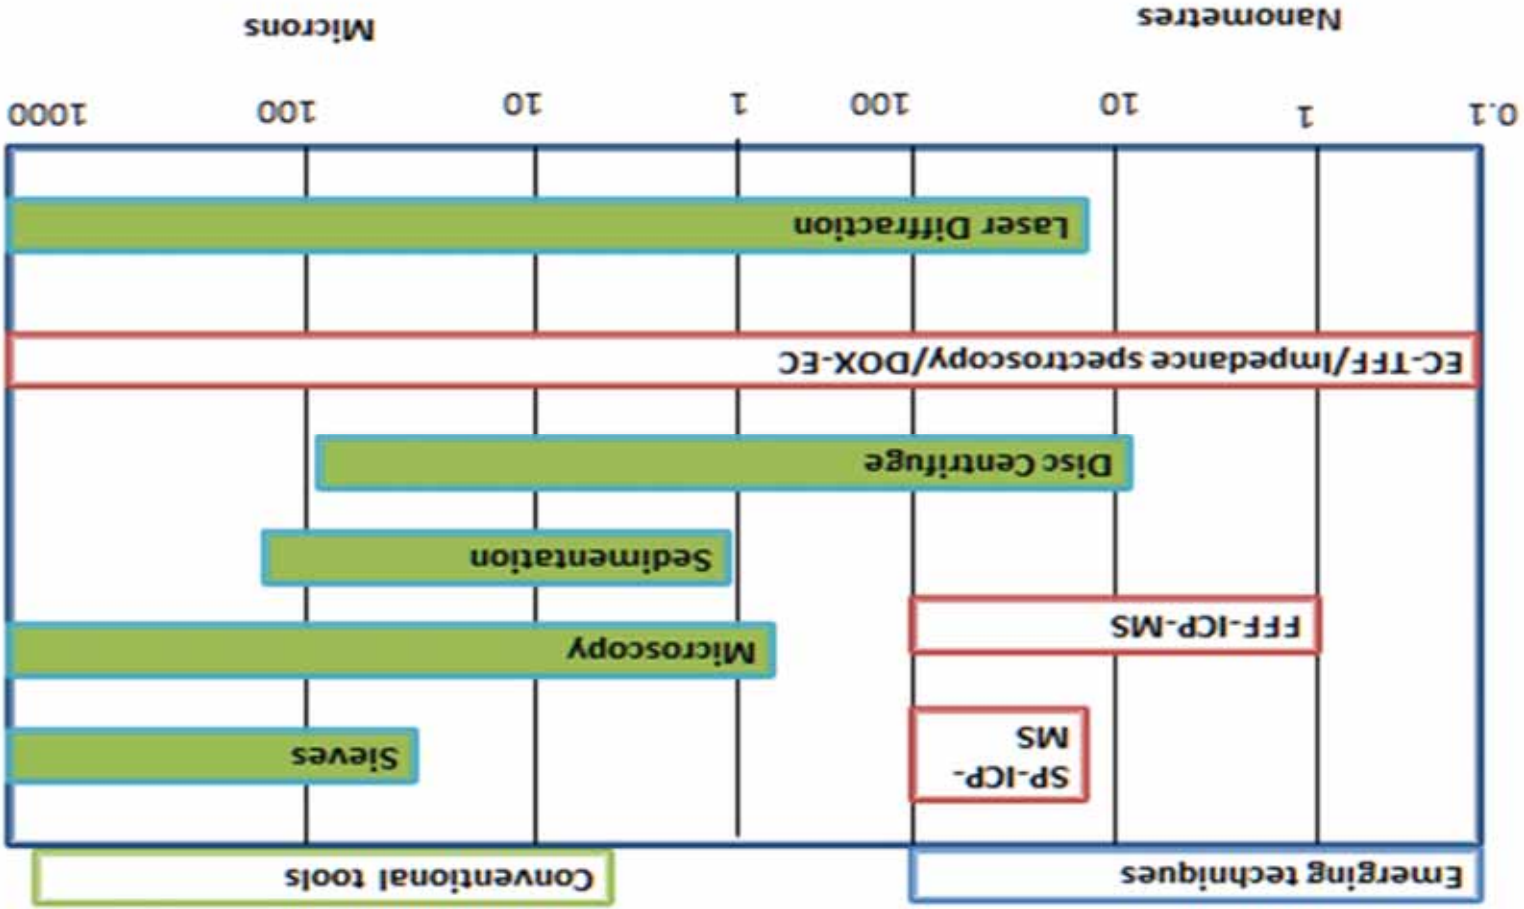 Emerging techniques
Conventional tools
SP-ICP-
MS
Sieves
FFF-ICP-MS
Microscopy
Sedimentation
Disc Centrifuge
EC-TFF/Impedance spectroscopy/DOX-EC
Laser Diffraction
0.1
1
10
100
1
10
100
1000
Nanometres
Microns